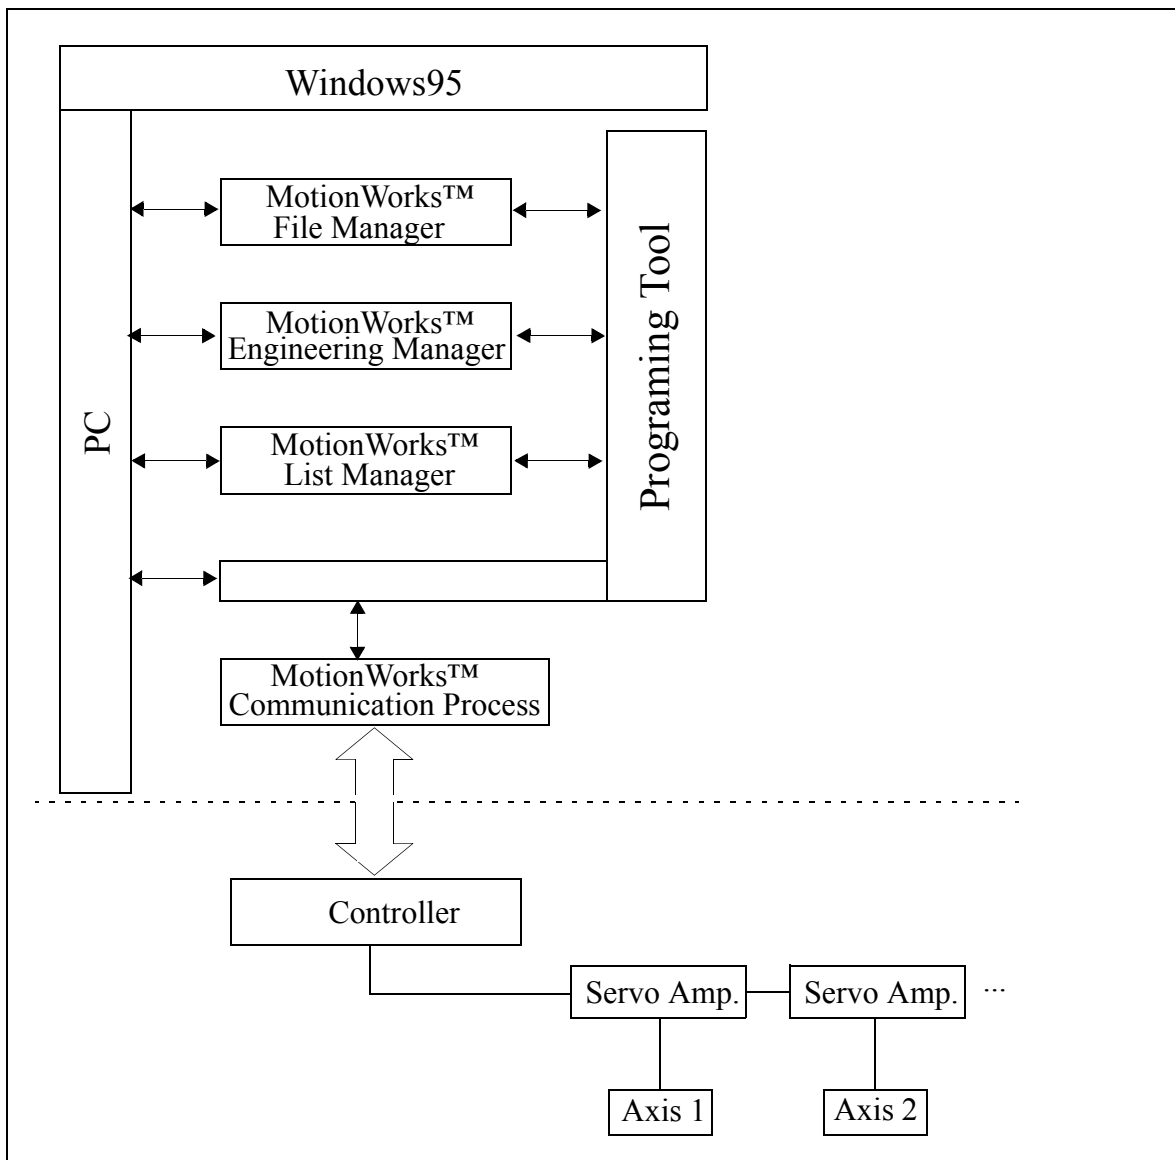 Windows95
MotionWorks™
File Manager
MotionWorks™
Engineering Manager
MotionWorks™
List Manager
PC
Programing Tool
MotionWorks™
Communication Process
Controller
Servo Amp.
Servo Amp.
...
Axis 1
Axis 2